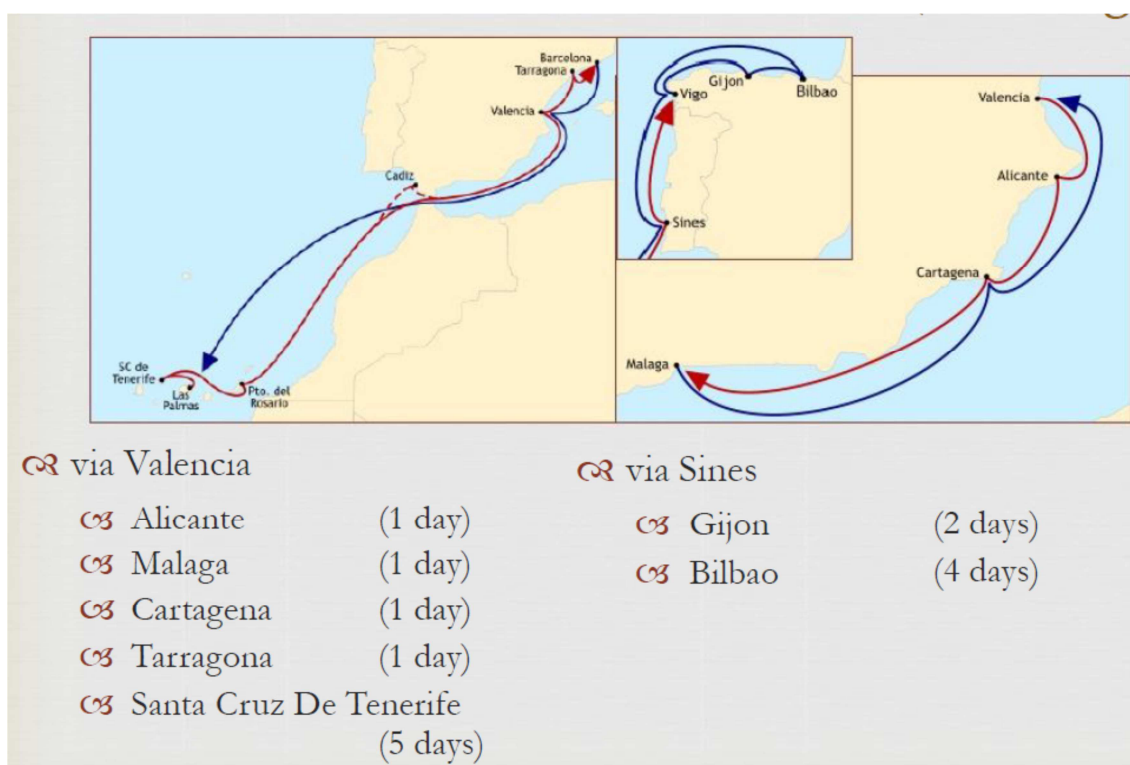 Barcelona
Tarragona
Valencia
Cadiz
SC de
Tenerife
Las
Palmas
Pto. del
Rosario
Gijon
Bilbao
Vigo
Sines
Valencia
Alicante
Cartagena
Malaga
via Valencia
Alicante (1 day)
Malaga (1 day)
Cartagena (1 day)
Tarragona (1 day)
Santa Cruz De Tenerife
(5 days)
via Sines
Gijon (2 days)
Bilbao (4 days)